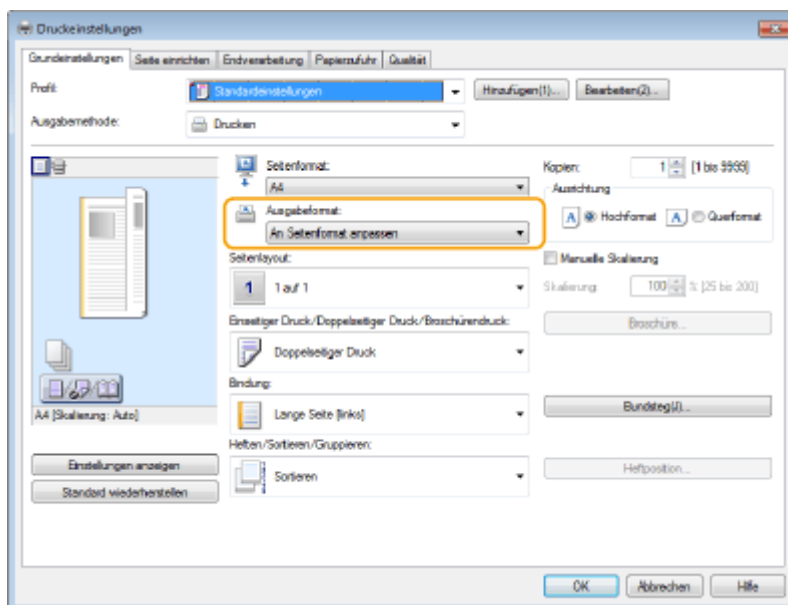 Druckeinstellungen
Grundeinstellungen Seite einrichten Endverarbeitung Papierzufuhr Qualität
Profil: Standardeinstellungen Hinzufügen(1)... Bearbeiten(2)...
Ausgabemethode: Drucken
Seitenformat: Kopien: 1 [1 bis 9999]
A4 Ausrichtung
Ausgabeformat: A Hochformat A Querformat
An Seitenformat anpassen
Seitenlayout: Manuelle Skalierung
1 1 auf 1 Skalierung: 100 % [25 bis 200]
Einseitiger Druck/Doppelseitiger Druck/Broschürendruck: Broschüre...
Doppelseitiger Druck
Bindung:
A4 [Skalierung: Auto] Lange Seite [links] Bundsteg(J)...
Heften/Sortieren/Gruppieren:
Einstellungen anzeigen Sortieren Heftposition...
Standard wiederherstellen
OK Abbrechen Hilfe